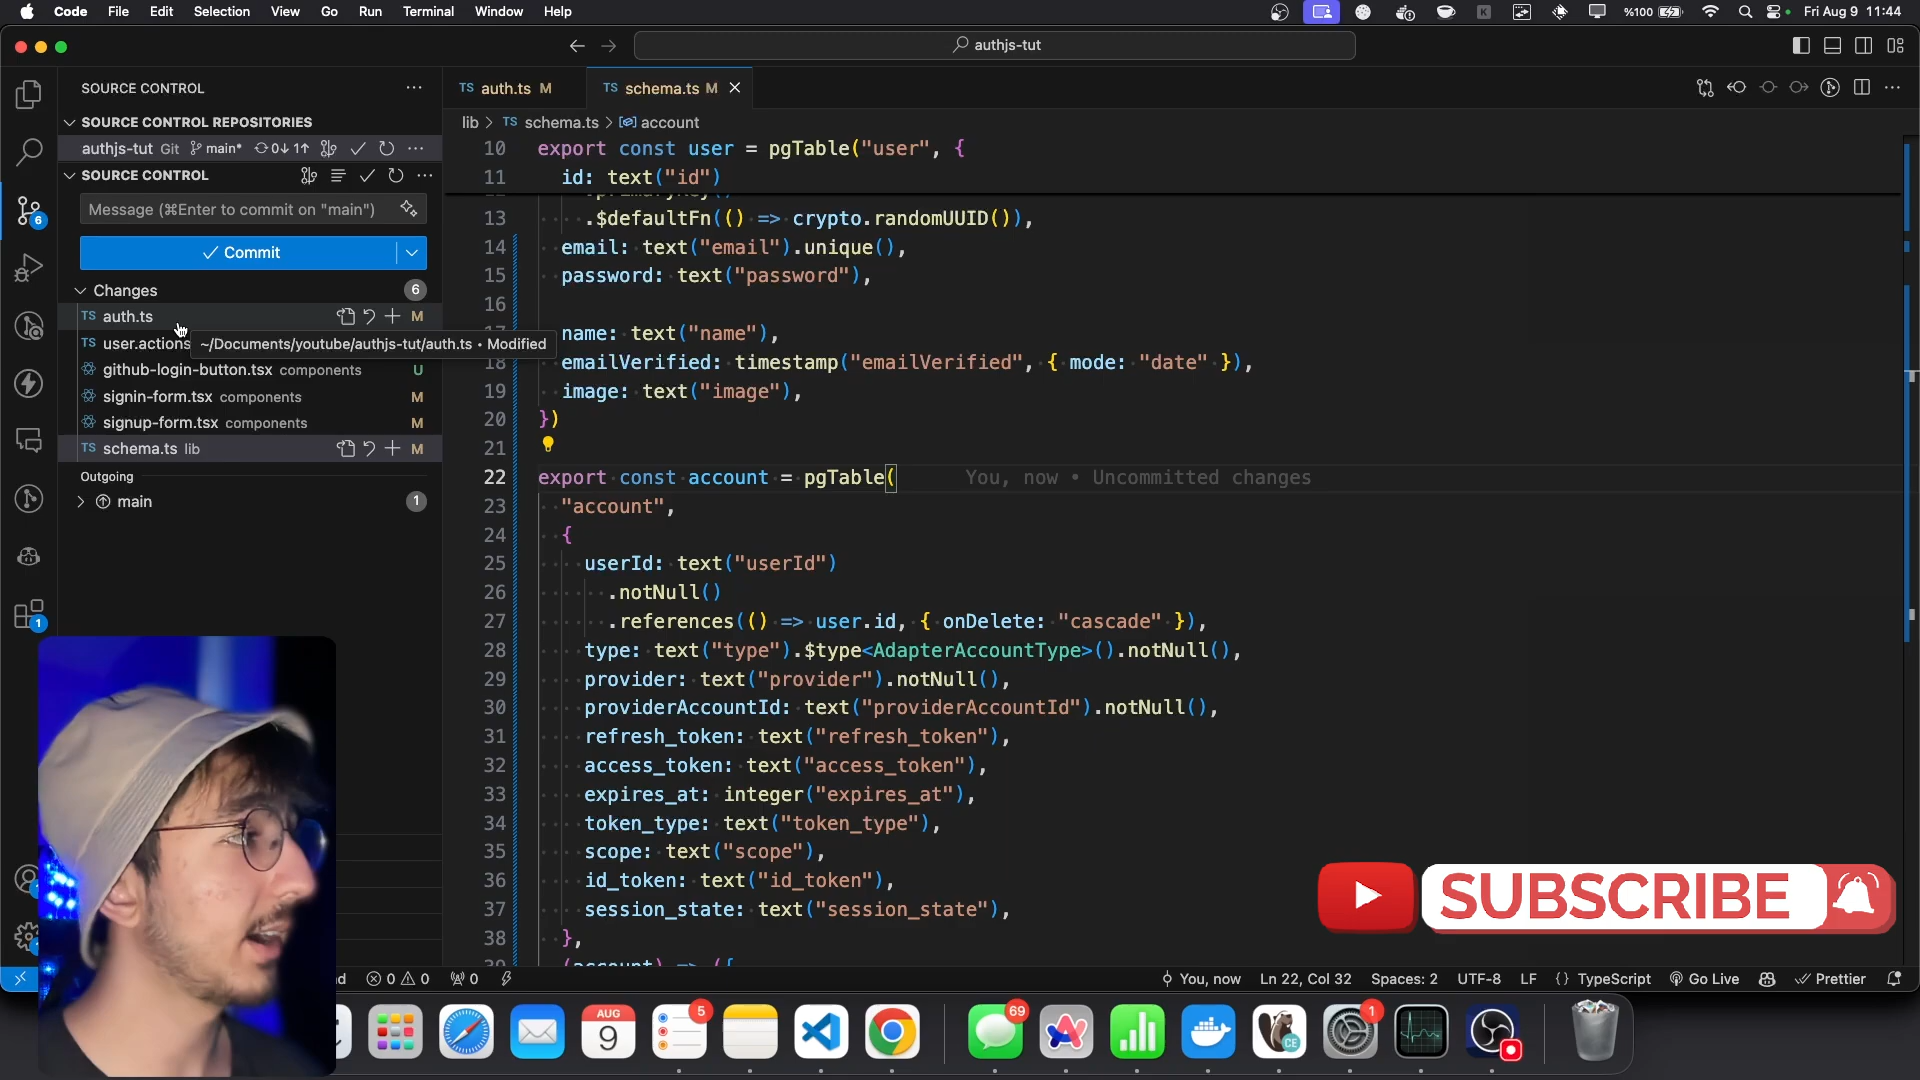 Code File Edit Selection View Go Run Terminal Window Help
K %100 Fri Aug 9 11:44
authjs-tut
SOURCE CONTROL
SOURCE CONTROL REPOSITORIES
authjs-tut Git main* 0↓ 1↑
SOURCE CONTROL
Message (⌘Enter to commit on "main")
Commit
Changes 6
TS auth.ts M
TS user.actions
~/Documents/youtube/authjs-tut/auth.ts • Modified
github-login-button.tsx components U
signin-form.tsx components M
signup-form.tsx components M
TS schema.ts lib M
Outgoing
main 1
6
1
TS auth.ts M
TS schema.ts M
lib > TS schema.ts > account
10 export const user = pgTable("user", {
11 id: text("id")
13 .$defaultFn(() => crypto.randomUUID()),
14 email: text("email").unique(),
15 password: text("password"),
16
name: text("name"),
18 emailVerified: timestamp("emailVerified", { mode: "date" }),
19 image: text("image"),
20 })
21
22 export const account = pgTable( You, now • Uncommitted changes
23 "account",
24 {
25 userId: text("userId")
26 .notNull()
27 .references(() => user.id, { onDelete: "cascade" }),
28 type: text("type").$type<AdapterAccountType>().notNull(),
29 provider: text("provider").notNull(),
30 providerAccountId: text("providerAccountId").notNull(),
31 refresh_token: text("refresh_token"),
32 access_token: text("access_token"),
33 expires_at: integer("expires_at"),
34 token_type: text("token_type"),
35 scope: text("scope"),
36 id_token: text("id_token"),
37 session_state: text("session_state"),
38 },
SUBSCRIBE
0 0 0 You, now Ln 22, Col 32 Spaces: 2 UTF-8 LF {} TypeScript Go Live Prettier
AUG
9
5
69
CE
1